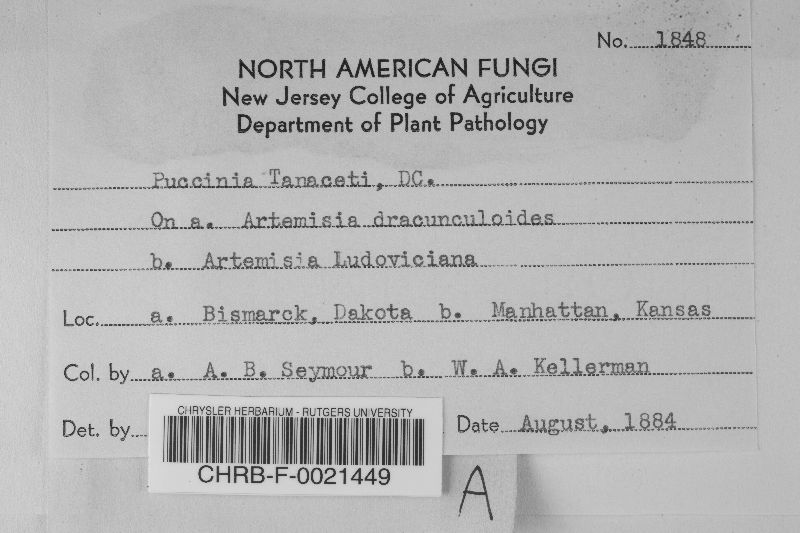 No. 1848
NORTH AMERICAN FUNGI
New Jersey College of Agriculture
Department of Plant Pathology
Puccinia Tanaceti, DC.
On a. Artemisia dracunculoides
b. Artemisia Ludoviciana
Loc. a. Bismarck, Dakota b. Manhattan, Kansas
Col. by a. A. B. Seymour b. W. A. Kellerman
Det. by Date August, 1884
CHRYSLER HERBARIUM - RUTGERS UNIVERSITY
CHRB-F-0021449
A